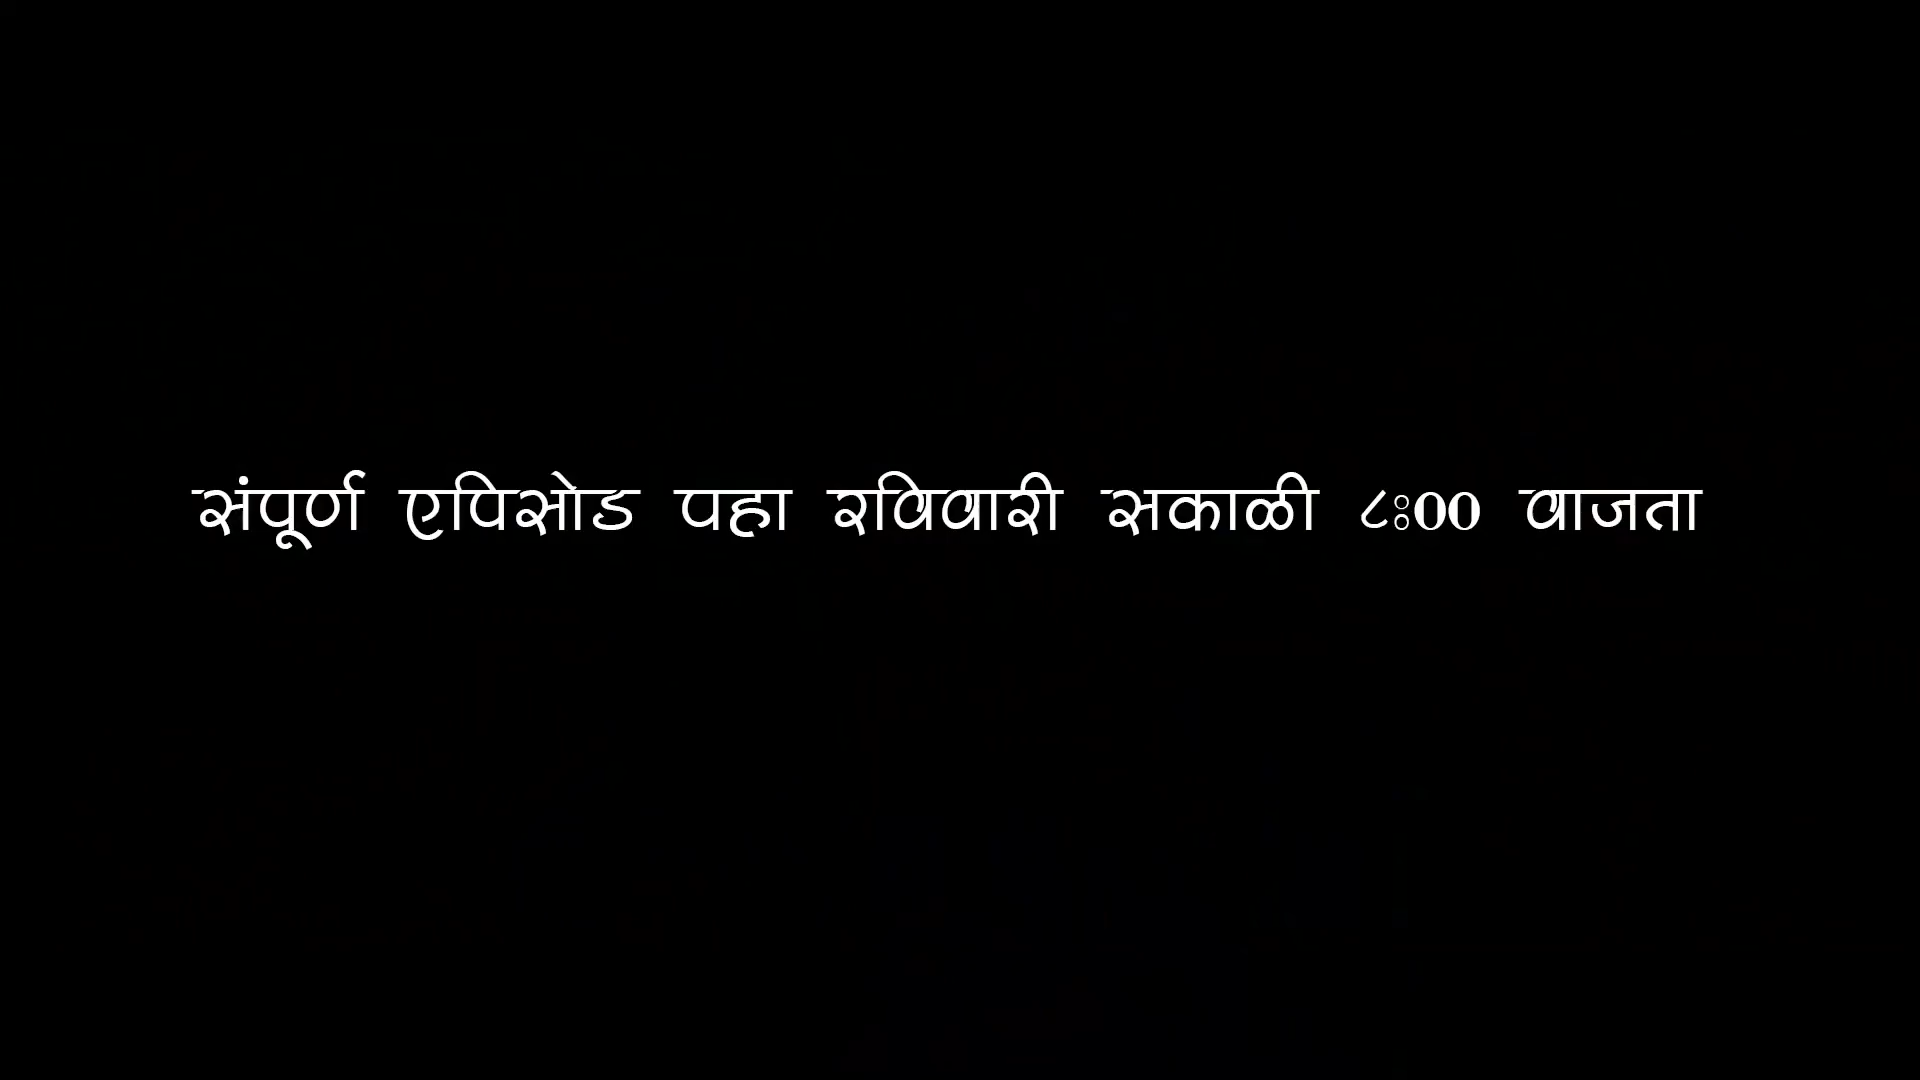 संपूर्ण एपिसोड पहा रविवारी सकाळी ८:00 वाजता